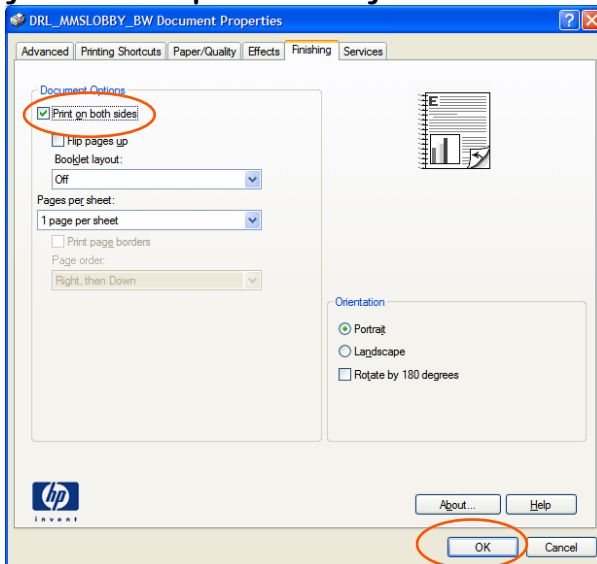 DRL_MMSLOBBY_BW Document Properties
Advanced Printing Shortcuts Paper/Quality Effects Finishing Services
Document Options
Print on both sides
Flip pages up
Booklet layout:
Off
Pages per sheet:
1 page per sheet
Print page borders
Page order:
Right, then Down
E
Orientation
Portrait
Landscape
Rotate by 180 degrees
hp
invent
About... Help
OK Cancel